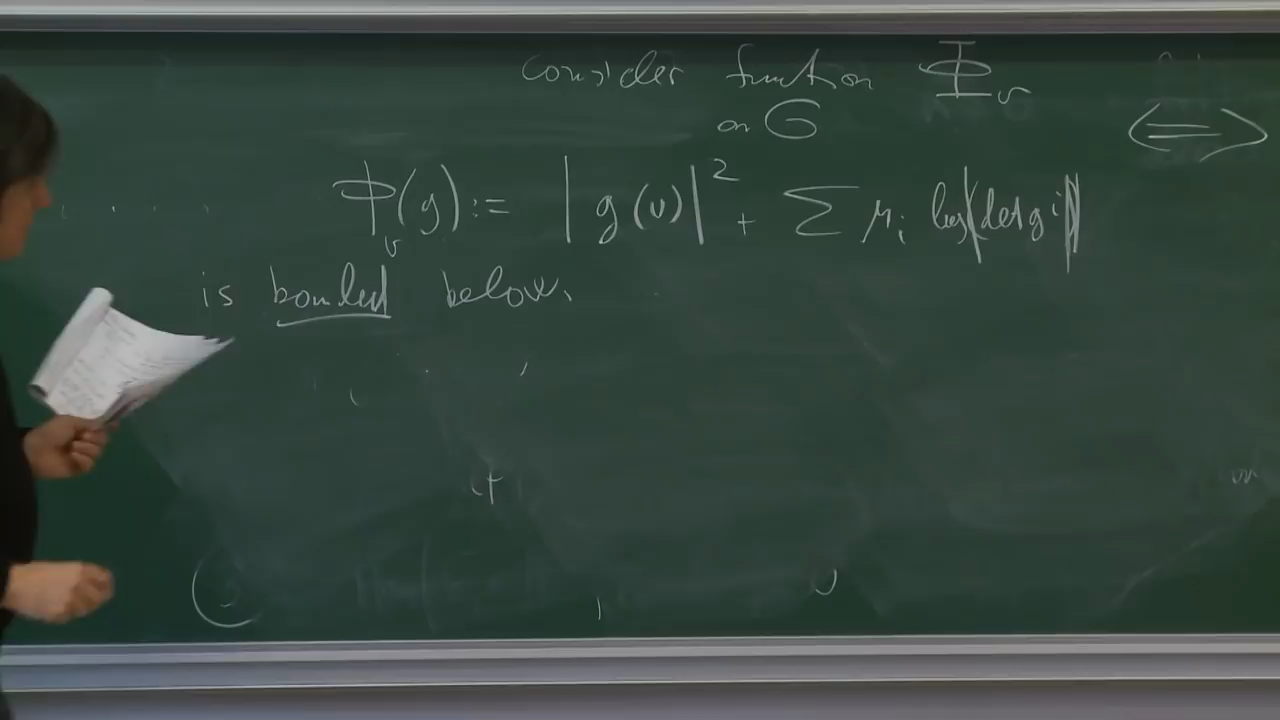 consider function Φ_v
on G
⟺
Φ_v(g) := |g(v)|² + Σ μ_i log|det g_i|
is bounded below.